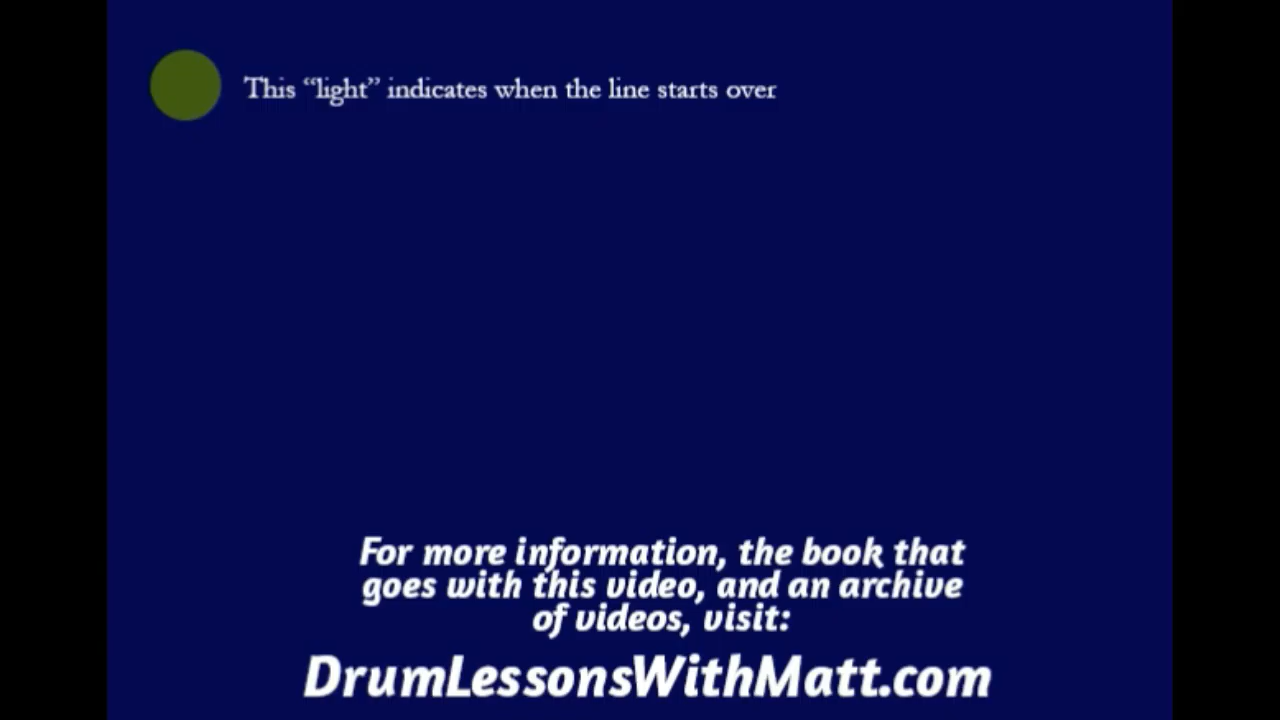 This “light” indicates when the line starts over
For more information, the book that
goes with this video, and an archive
of videos, visit:
DrumLessonsWithMatt.com